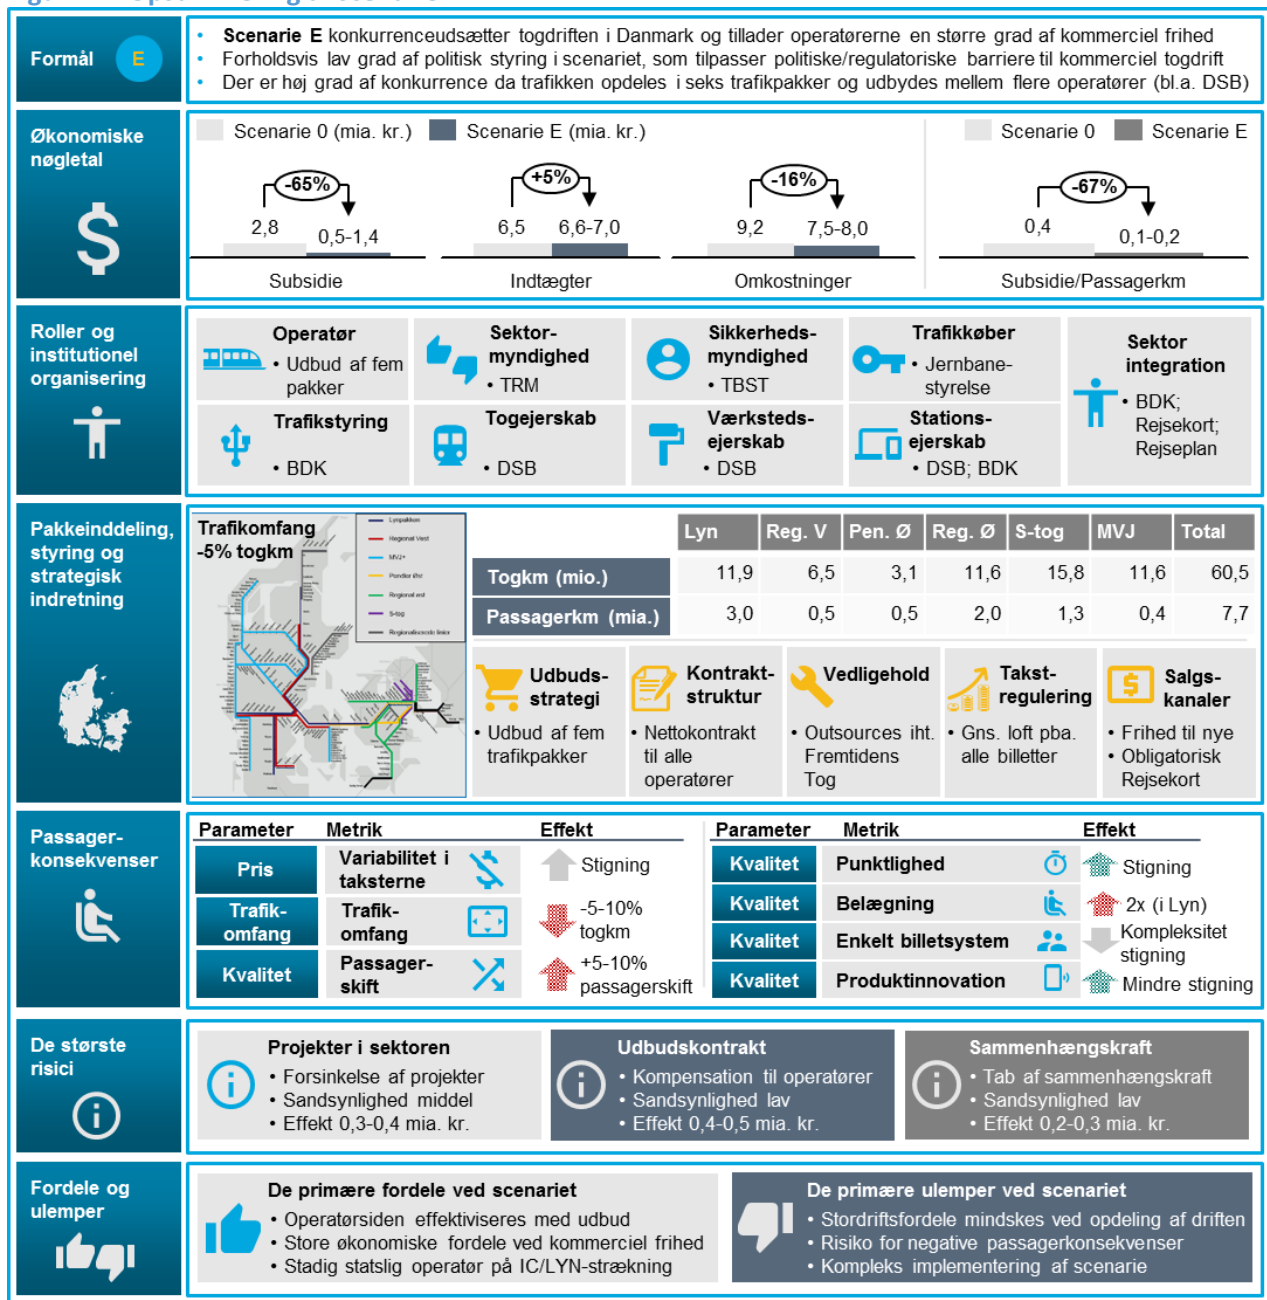 Formål
E
• Scenarie E konkurrenceudsætter togdriften i Danmark og tillader operatørerne en større grad af kommerciel frihed
• Forholdsvis lav grad af politisk styring i scenariet, som tilpasser politiske/regulatoriske barriere til kommerciel togdrift
• Der er høj grad af konkurrence da trafikken opdeles i seks trafikpakker og udbydes mellem flere operatører (bl.a. DSB)
Økonomiske
nøgletal
Scenarie 0 (mia. kr.)
Scenarie E (mia. kr.)
Scenarie 0
Scenarie E
-65%
+5%
-16%
-67%
2,8
0,5-1,4
6,5
6,6-7,0
9,2
7,5-8,0
0,4
0,1-0,2
Subsidie
Indtægter
Omkostninger
Subsidie/Passagerkm
Roller og
institutionel
organisering
Operatør
• Udbud af fem
pakker
Sektor-
myndighed
• TRM
Sikkerheds-
myndighed
• TBST
Trafikkøber
• Jernbane-
styrelse
Sektor
integration
• BDK;
Rejsekort;
Rejseplan
Trafikstyring
• BDK
Togejerskab
• DSB
Værksteds-
ejerskab
• DSB
Stations-
ejerskab
• DSB; BDK
Pakkeinddeling,
styring og
strategisk
indretning
Trafikomfang
-5% togkm
Lynpakken
Regional Vest
MVJ+
Pendler Øst
Regional øst
S-tog
Regionaliserede linier
Lyn Reg. V Pen. Ø Reg. Ø S-tog MVJ Total
Togkm (mio.) 11,9 6,5 3,1 11,6 15,8 11,6 60,5
Passagerkm (mia.) 3,0 0,5 0,5 2,0 1,3 0,4 7,7
Udbuds-
strategi
• Udbud af fem
trafikpakker
Kontrakt-
struktur
• Nettokontrakt
til alle
operatører
Vedligehold
• Outsources iht.
Fremtidens
Tog
Takst-
regulering
• Gns. loft pba.
alle billetter
Salgs-
kanaler
• Frihed til nye
• Obligatorisk
Rejsekort
Passager-
konsekvenser
Parameter Metrik Effekt
Pris
Variabilitet i
taksterne
Stigning
Trafik-
omfang
Trafik-
omfang
-5-10%
togkm
Kvalitet
Passager-
skift
+5-10%
passagerskift
Parameter Metrik Effekt
Kvalitet Punktlighed Stigning
Kvalitet Belægning 2x (i Lyn)
Kvalitet Enkelt billetsystem Kompleksitet
stigning
Kvalitet Produktinnovation Mindre stigning
De største
risici
Projekter i sektoren
• Forsinkelse af projekter
• Sandsynlighed middel
• Effekt 0,3-0,4 mia. kr.
Udbudskontrakt
• Kompensation til operatører
• Sandsynlighed lav
• Effekt 0,4-0,5 mia. kr.
Sammenhængskraft
• Tab af sammenhængskraft
• Sandsynlighed lav
• Effekt 0,2-0,3 mia. kr.
Fordele og
ulemper
De primære fordele ved scenariet
• Operatørsiden effektiviseres med udbud
• Store økonomiske fordele ved kommerciel frihed
• Stadig statslig operatør på IC/LYN-strækning
De primære ulemper ved scenariet
• Stordriftsfordele mindskes ved opdeling af driften
• Risiko for negative passagerkonsekvenser
• Kompleks implementering af scenarie